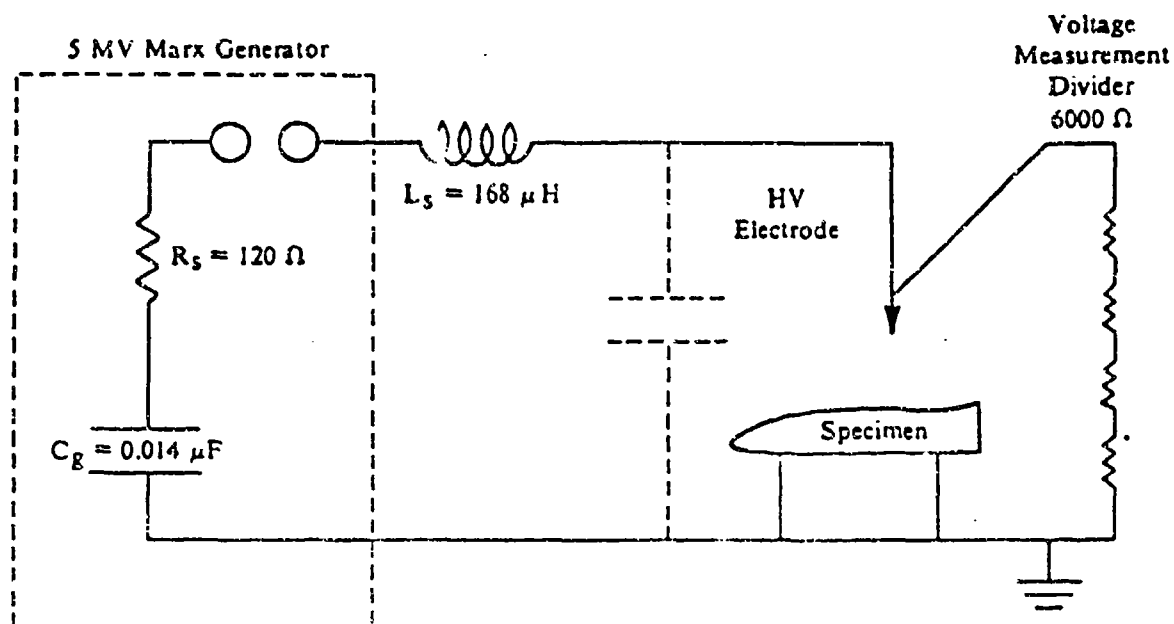 5 MV Marx Generator
Voltage
Measurement
Divider
6000 Ω
L_s = 168 μH
HV
Electrode
R_s = 120 Ω
C_g = 0.014 μF
Specimen